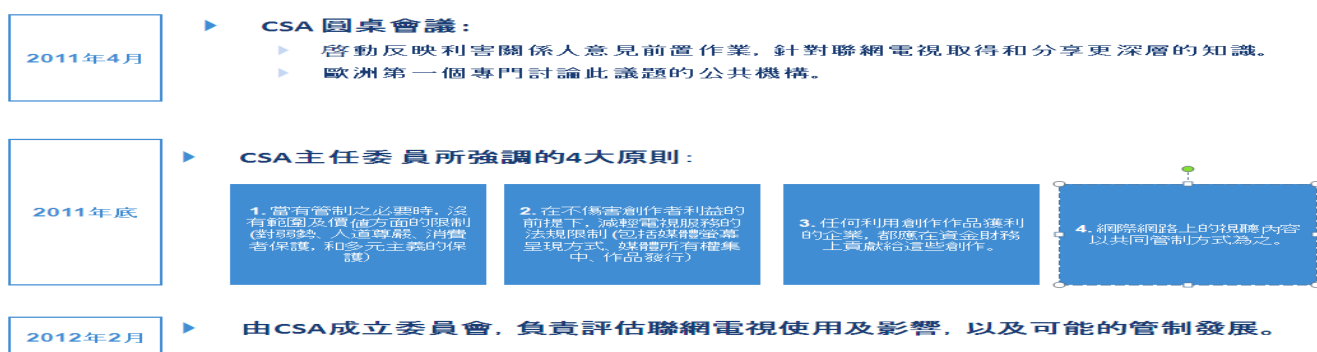 2011年4月
CSA 圓桌會議:
啓動反映利害關係人意見前置作業, 針對聯網電視取得和分享更深層的知識。
歐洲第一個專門討論此議題的公共機構。
2011年底
CSA主任委員所強調的4大原則:
1. 當有管制之必要時, 沒
有範圍及價值方面的限制
(對弱勢、人道尊嚴、消費
者保護, 和多元主義的保
護)
2. 在不傷害創作者利益的
前提下, 減輕電視服務的
法規限制 (包括媒體螢幕
呈現方式、媒體所有權集
中、作品發行)
3. 任何利用創作作品獲利
的企業, 都應在資金財務
上貢獻給這些創作。
4. 網際網路上的視聽內容
以共同管制方式為之。
2012年2月
由CSA成立委員會, 負責評估聯網電視使用及影響, 以及可能的管制發展。